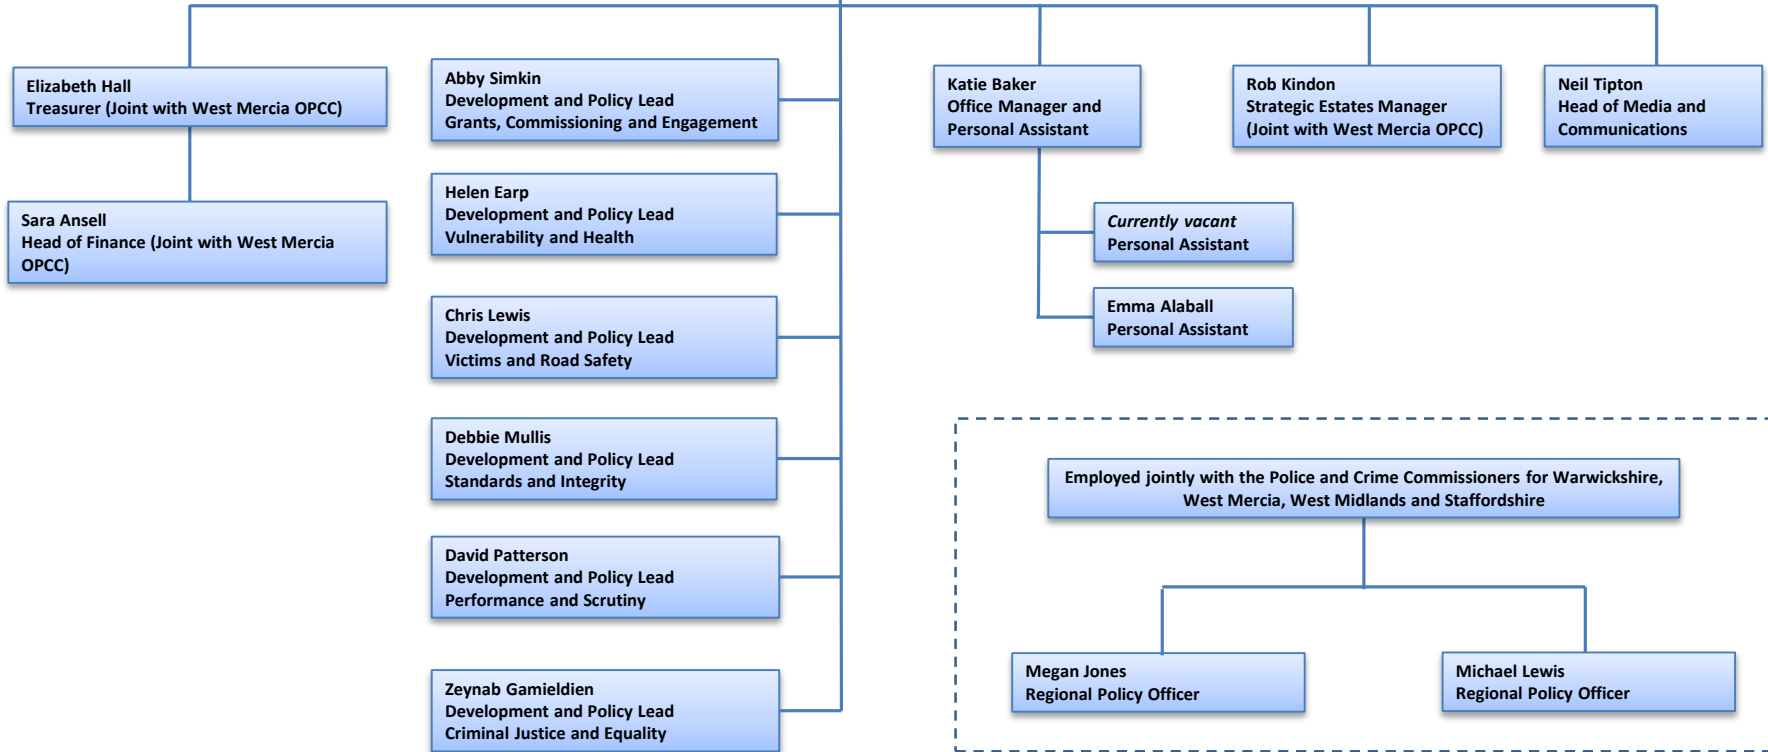 Elizabeth Hall
Treasurer (Joint with West Mercia OPCC)
Sara Ansell
Head of Finance (Joint with West Mercia
OPCC)
Abby Simkin
Development and Policy Lead
Grants, Commissioning and Engagement
Helen Earp
Development and Policy Lead
Vulnerability and Health
Chris Lewis
Development and Policy Lead
Victims and Road Safety
Debbie Mullis
Development and Policy Lead
Standards and Integrity
David Patterson
Development and Policy Lead
Performance and Scrutiny
Zeynab Gamieldien
Development and Policy Lead
Criminal Justice and Equality
Katie Baker
Office Manager and
Personal Assistant
Currently vacant
Personal Assistant
Emma Alaball
Personal Assistant
Rob Kindon
Strategic Estates Manager
(Joint with West Mercia OPCC)
Neil Tipton
Head of Media and
Communications
Employed jointly with the Police and Crime Commissioners for Warwickshire,
West Mercia, West Midlands and Staffordshire
Megan Jones
Regional Policy Officer
Michael Lewis
Regional Policy Officer